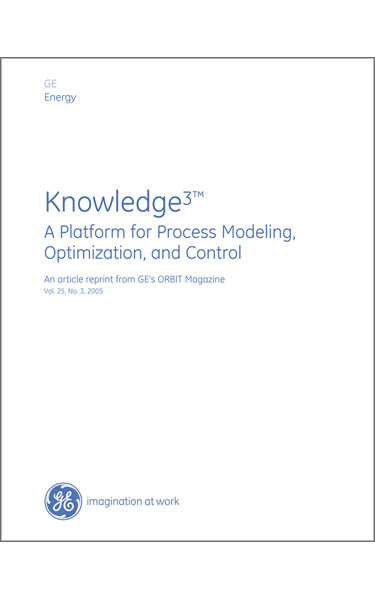 GE
Energy
Knowledge³™
A Platform for Process Modeling,
Optimization, and Control
An article reprint from GE's ORBIT Magazine
Vol. 25, No. 3, 2005
GE imagination at work